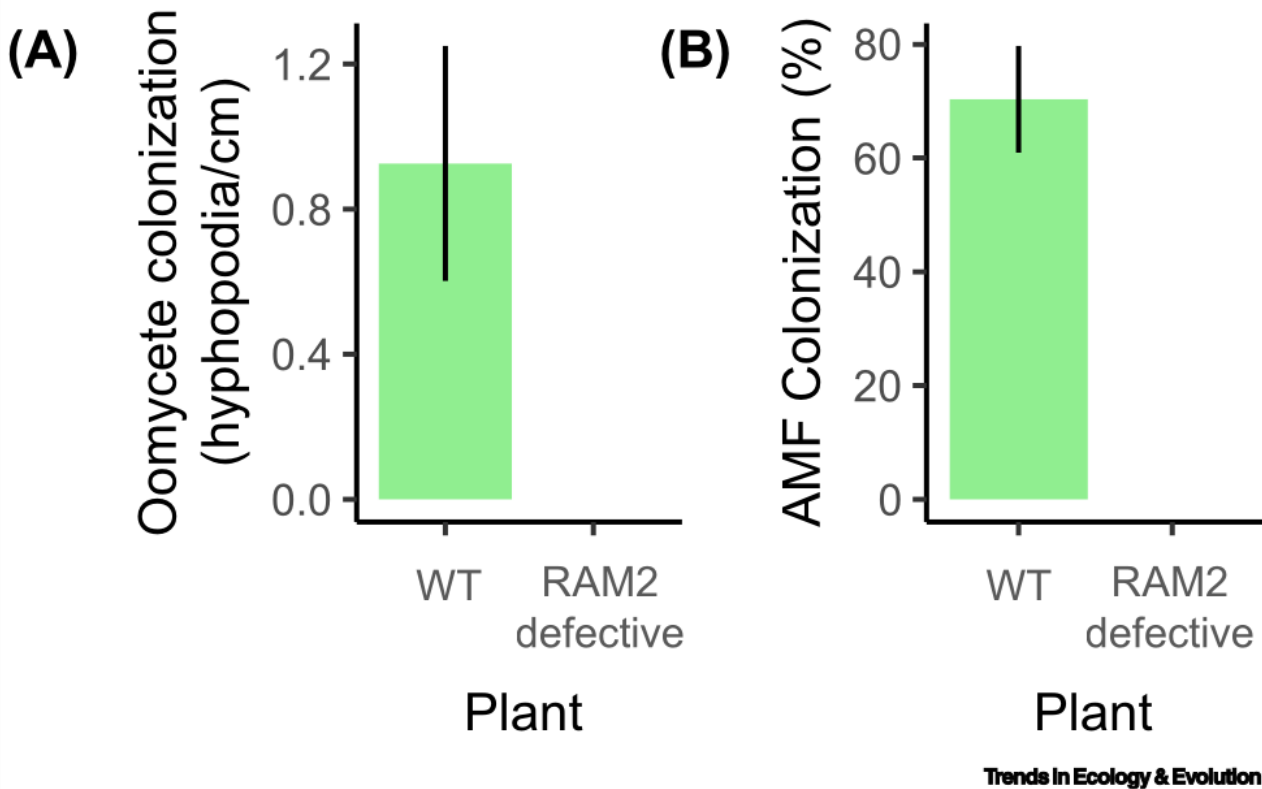 (A)
Oomycete colonization
(hyphopodia/cm)
1.2
0.8
0.4
0.0
WT
RAM2
defective
Plant
(B)
AMF Colonization (%)
80
60
40
20
0
WT
RAM2
defective
Plant
Trends in Ecology & Evolution